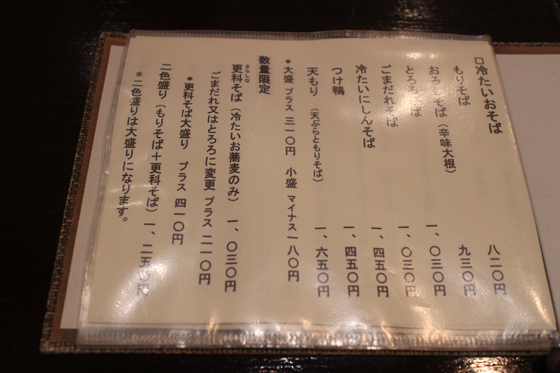 □冷たいおそば
もりそば 八二〇円
おろしそば（辛味大根） 九三〇円
とろろそば 一、〇三〇円
ごまだれそば 一、〇三〇円
冷たいにしんそば 一、四五〇円
つけ鴨 一、四五〇円
天もり（天ぷらともりそば） 一、六五〇円
＊大盛 プラス 三一〇円 小盛 マイナス一八〇円
数量限定
更科そば（冷たいお蕎麦のみ） 一、〇三〇円
ごまだれ又はとろろに変更 プラス 二一〇円
＊更科そば大盛り プラス 四一〇円
二色盛り（もりそば＋更科そば） 一、二五〇円
＊二色盛りは大盛りになります。